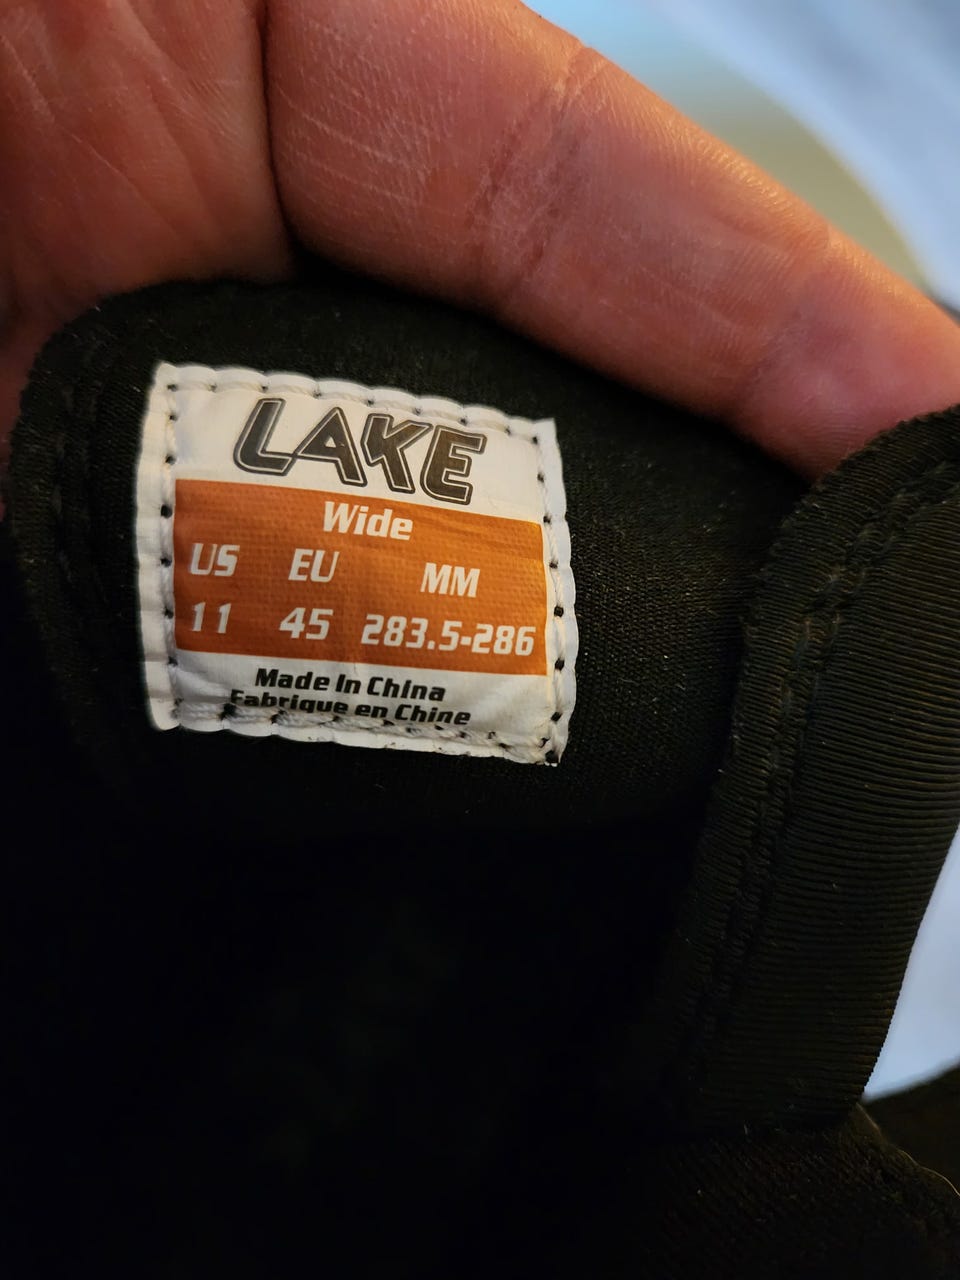 LAKE
Wide
US EU MM
11 45 283.5-286
Made In China
Fabrique en Chine